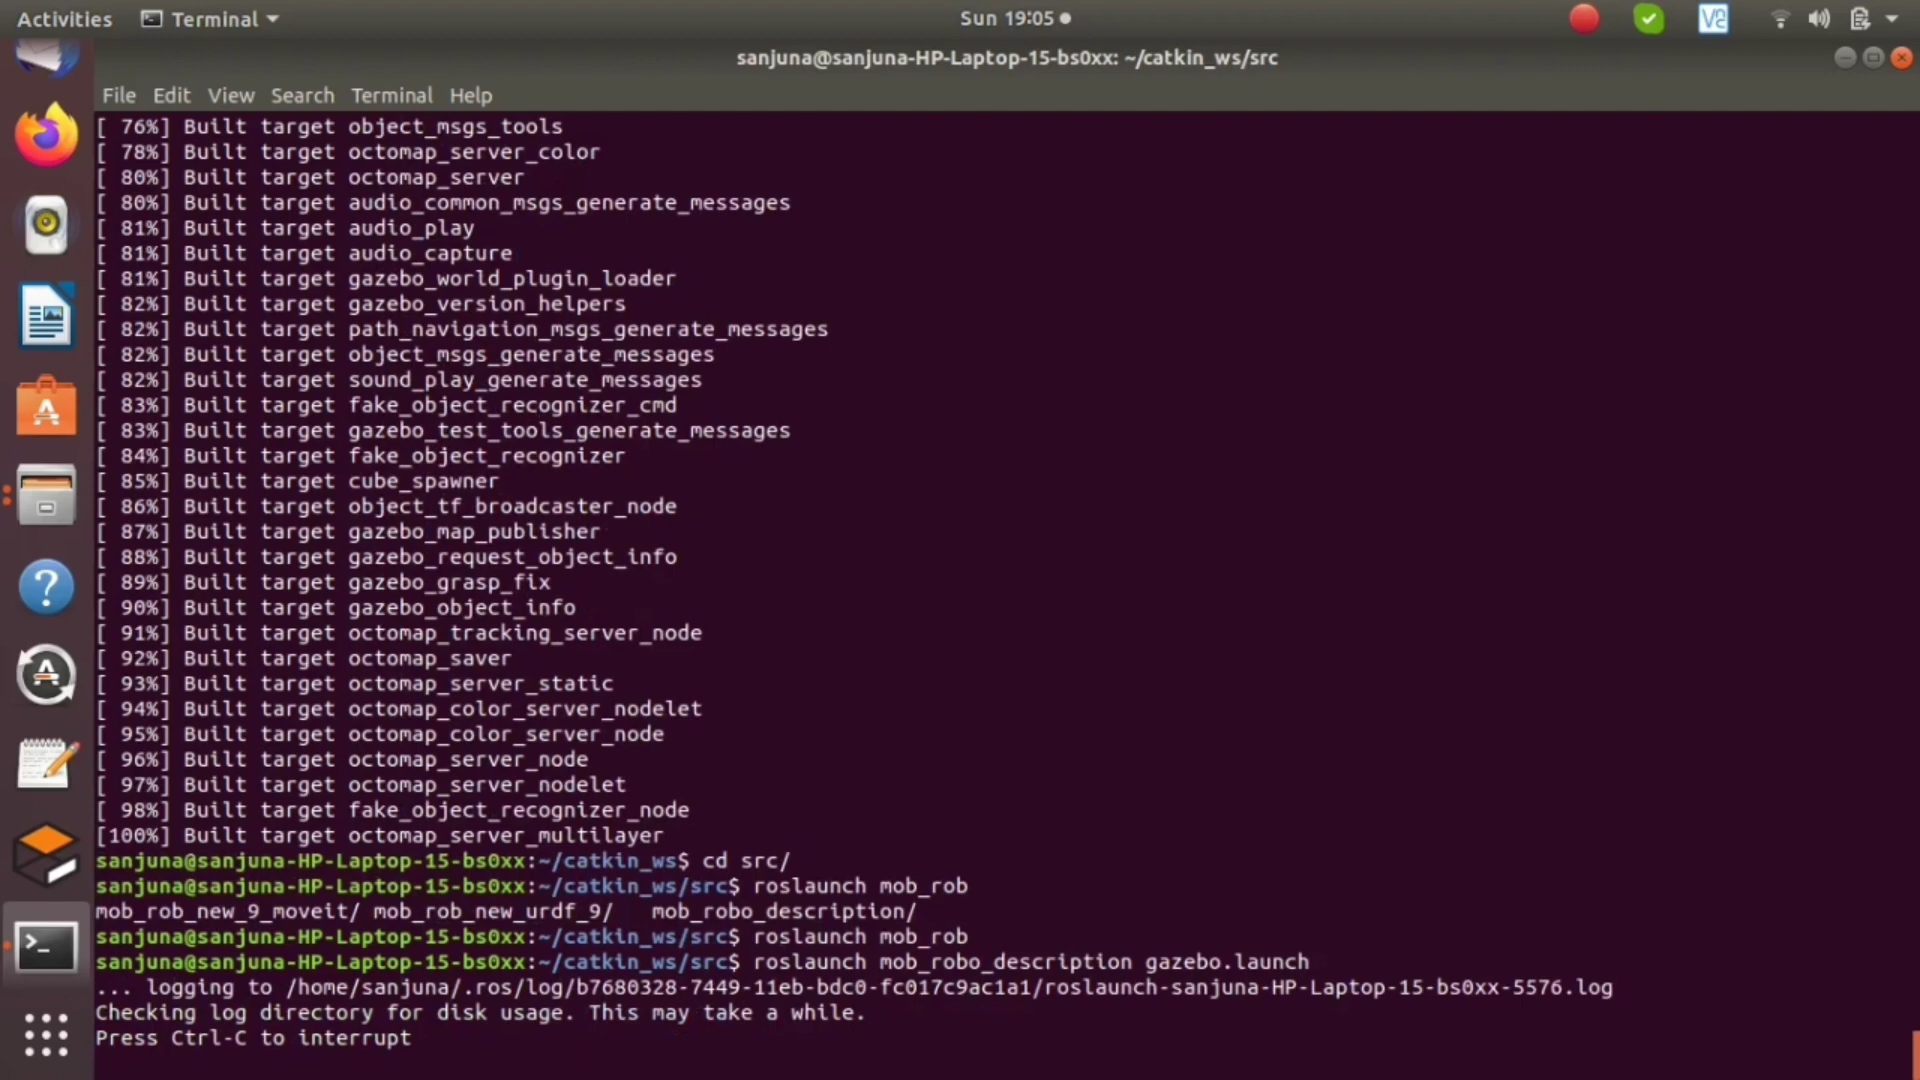 Activities Terminal Sun 19:05
sanjuna@sanjuna-HP-Laptop-15-bs0xx: ~/catkin_ws/src
File Edit View Search Terminal Help
[ 76%] Built target object_msgs_tools
[ 78%] Built target octomap_server_color
[ 80%] Built target octomap_server
[ 80%] Built target audio_common_msgs_generate_messages
[ 81%] Built target audio_play
[ 81%] Built target audio_capture
[ 81%] Built target gazebo_world_plugin_loader
[ 82%] Built target gazebo_version_helpers
[ 82%] Built target path_navigation_msgs_generate_messages
[ 82%] Built target object_msgs_generate_messages
[ 82%] Built target sound_play_generate_messages
[ 83%] Built target fake_object_recognizer_cmd
[ 83%] Built target gazebo_test_tools_generate_messages
[ 84%] Built target fake_object_recognizer
[ 85%] Built target cube_spawner
[ 86%] Built target object_tf_broadcaster_node
[ 87%] Built target gazebo_map_publisher
[ 88%] Built target gazebo_request_object_info
[ 89%] Built target gazebo_grasp_fix
[ 90%] Built target gazebo_object_info
[ 91%] Built target octomap_tracking_server_node
[ 92%] Built target octomap_saver
[ 93%] Built target octomap_server_static
[ 94%] Built target octomap_color_server_nodelet
[ 95%] Built target octomap_color_server_node
[ 96%] Built target octomap_server_node
[ 97%] Built target octomap_server_nodelet
[ 98%] Built target fake_object_recognizer_node
[100%] Built target octomap_server_multilayer
sanjuna@sanjuna-HP-Laptop-15-bs0xx:~/catkin_ws$ cd src/
sanjuna@sanjuna-HP-Laptop-15-bs0xx:~/catkin_ws/src$ roslaunch mob_rob
mob_rob_new_9_moveit/ mob_rob_new_urdf_9/ mob_robo_description/
sanjuna@sanjuna-HP-Laptop-15-bs0xx:~/catkin_ws/src$ roslaunch mob_rob
sanjuna@sanjuna-HP-Laptop-15-bs0xx:~/catkin_ws/src$ roslaunch mob_robo_description gazebo.launch
... logging to /home/sanjuna/.ros/log/b7680328-7449-11eb-bdc0-fc017c9ac1a1/roslaunch-sanjuna-HP-Laptop-15-bs0xx-5576.log
Checking log directory for disk usage. This may take a while.
Press Ctrl-C to interrupt